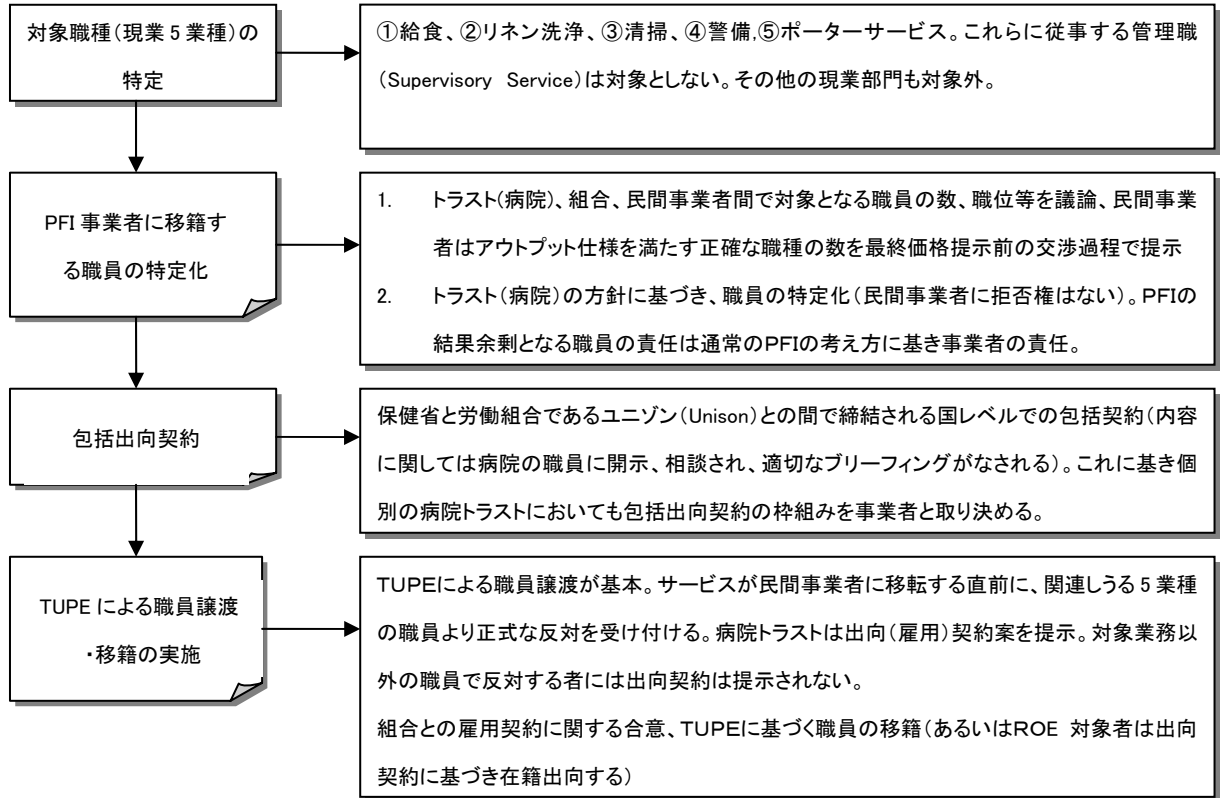 対象職種(現業5業種)の
特定
①給食、②リネン洗浄、③清掃、④警備,⑤ポーターサービス。これらに従事する管理職
(Supervisory Service)は対象としない。その他の現業部門も対象外。
PFI事業者に移籍す
る職員の特定化
1. トラスト(病院)、組合、民間事業者間で対象となる職員の数、職位等を議論、民間事業
者はアウトプット仕様を満たす正確な職種の数を最終価格提示前の交渉過程で提示
2. トラスト(病院)の方針に基づき、職員の特定化(民間事業者に拒否権はない)。PFIの
結果余剰となる職員の責任は通常のPFIの考え方に基き事業者の責任。
包括出向契約
保健省と労働組合であるユニゾン(Unison)との間で締結される国レベルでの包括契約(内容
に関しては病院の職員に開示、相談され、適切なブリーフィングがなされる)。これに基き個
別の病院トラストにおいても包括出向契約の枠組みを事業者と取り決める。
TUPEによる職員譲渡
・移籍の実施
TUPEによる職員譲渡が基本。サービスが民間事業者に移転する直前に、関連しうる5業種
の職員より正式な反対を受け付ける。病院トラストは出向(雇用)契約案を提示。対象業務以
外の職員で反対する者には出向契約は提示されない。
組合との雇用契約に関する合意、TUPEに基づく職員の移籍(あるいはROE 対象者は出向
契約に基づき在籍出向する)